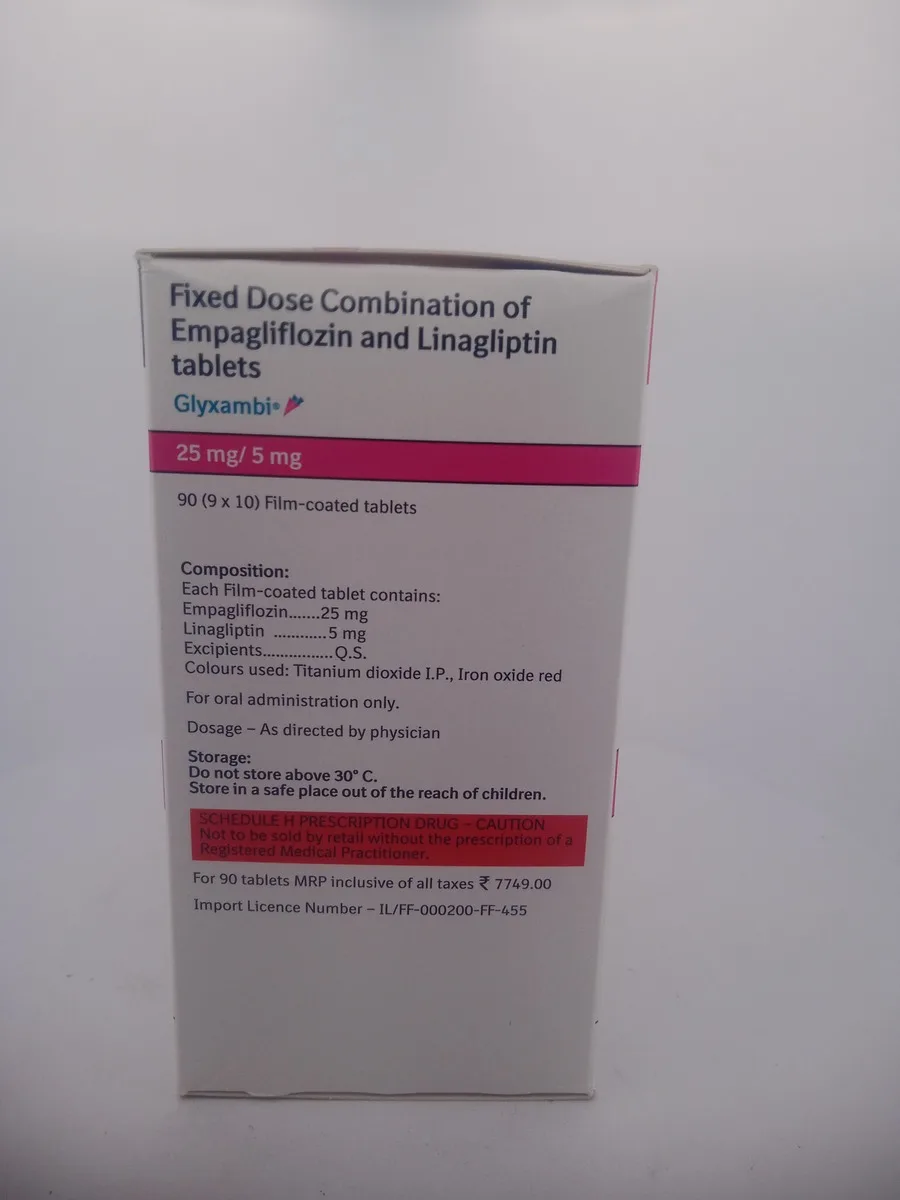 Fixed Dose Combination of
Empagliflozin and Linagliptin
tablets
Glyxambi®
25 mg/ 5 mg
90 (9 x 10) Film-coated tablets
Composition:
Each Film-coated tablet contains:
Empagliflozin.......25 mg
Linagliptin ............5 mg
Excipients................Q.S.
Colours used: Titanium dioxide I.P., Iron oxide red
For oral administration only.
Dosage – As directed by physician
Storage:
Do not store above 30° C.
Store in a safe place out of the reach of children.
SCHEDULE H PRESCRIPTION DRUG – CAUTION
Not to be sold by retail without the prescription of a
Registered Medical Practitioner.
For 90 tablets MRP inclusive of all taxes ₹ 7749.00
Import Licence Number – IL/FF-000200-FF-455